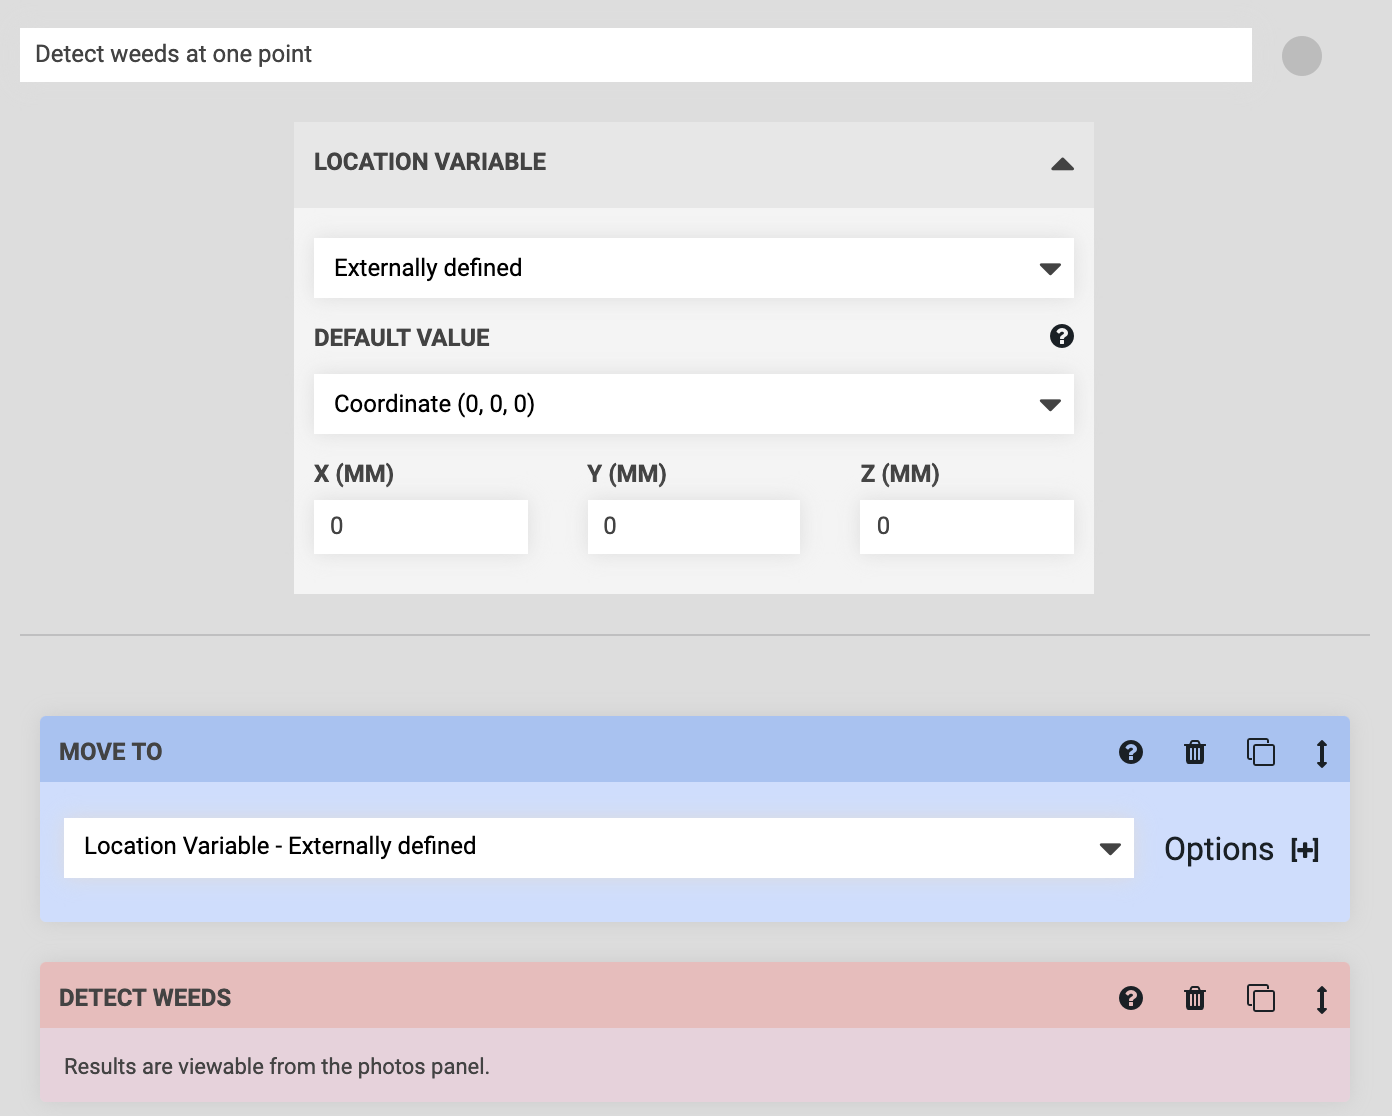 Detect weeds at one point
LOCATION VARIABLE
Externally defined
DEFAULT VALUE
Coordinate (0, 0, 0)
X (MM) Y (MM) Z (MM)
0 0 0
MOVE TO
Location Variable - Externally defined
Options [+]
DETECT WEEDS
Results are viewable from the photos panel.